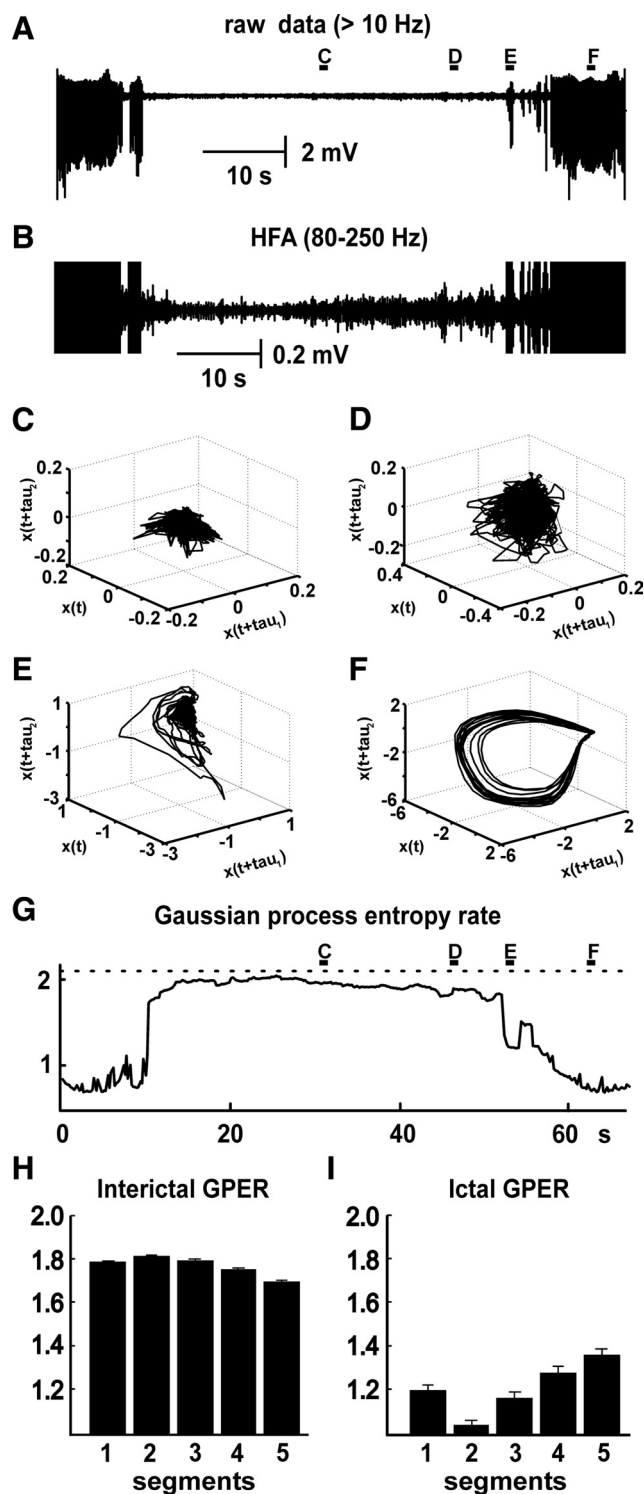 A
raw data (> 10 Hz)
C D E F
2 mV
10 s
B
HFA (80-250 Hz)
0.2 mV
10 s
C
D
0.2
0
-0.2
x(t+tau2)
0.2
0
-0.2
x(t)
-0.2
0
0.2
x(t+tau1)
0.2
0
-0.2
x(t+tau2)
0.4
0
-0.4
x(t)
-0.2
0
0.2
x(t+tau1)
E
F
1
-1
-3
x(t+tau2)
1
-1
-3
x(t)
-3
-1
1
x(t+tau1)
2
-2
-6
x(t+tau2)
-6
-2
2
x(t)
-6
-2
2
x(t+tau1)
G
Gaussian process entropy rate
C D E F
2
1
0 20 40 60 s
H
Interictal GPER
2.0
1.8
1.6
1.4
1.2
1 2 3 4 5
segments
I
Ictal GPER
2.0
1.8
1.6
1.4
1.2
1 2 3 4 5
segments